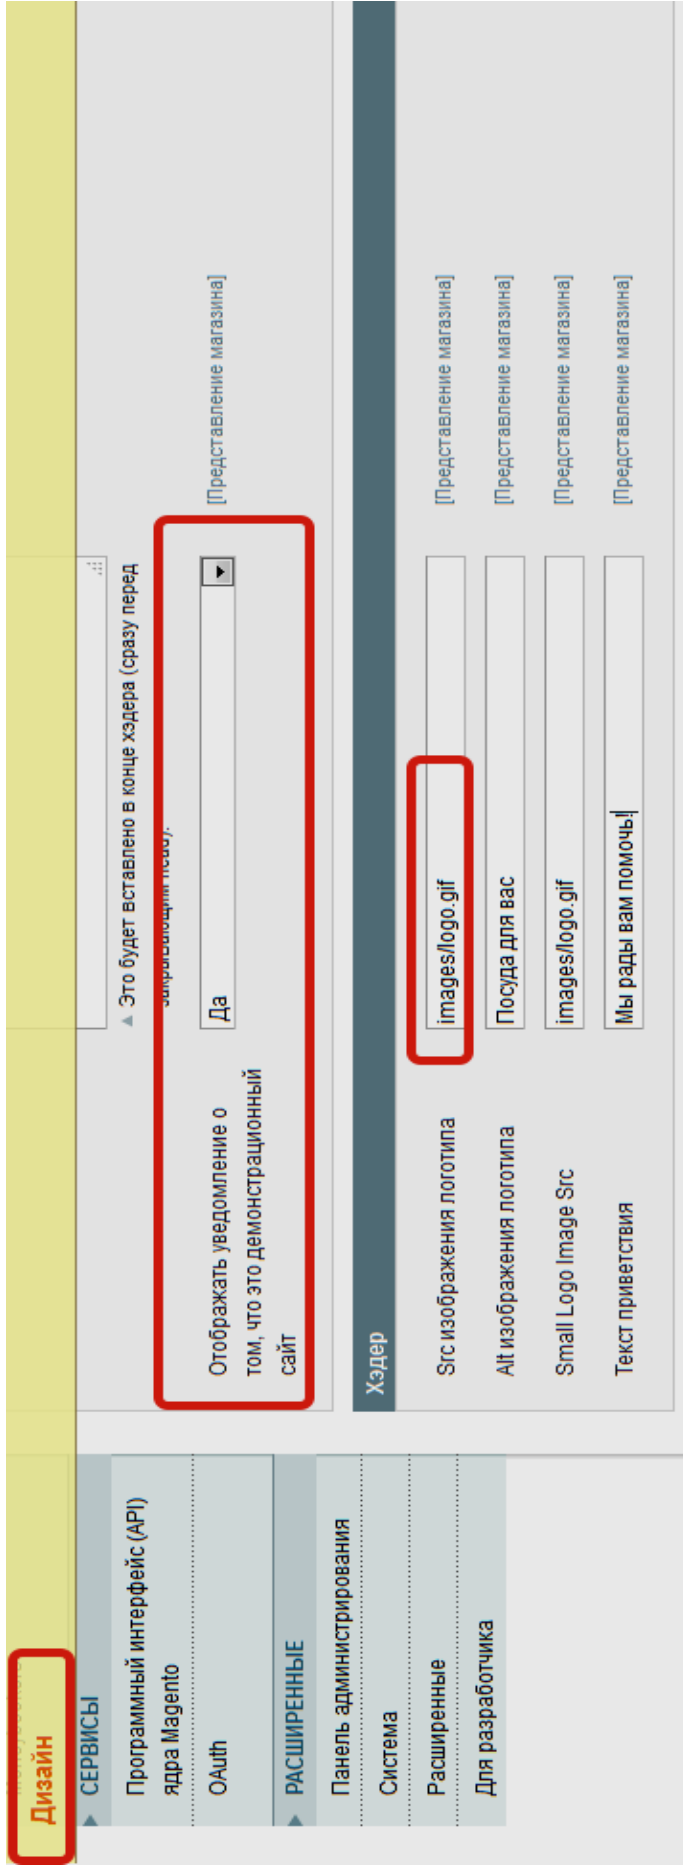 Дизайн
СЕРВИСЫ
Программный интерфейс (API)
ядра Magento
OAuth
РАСШИРЕННЫЕ
Панель администрирования
Система
Расширенные
Для разработчика
Это будет вставлено в конце хэдера (сразу перед
закрывающим head).
Отображать уведомление о
том, что это демонстрационный
сайт
Да
[Представление магазина]
Хэдер
Src изображения логотипа
images/logo.gif
[Представление магазина]
Alt изображения логотипа
Посуда для вас
[Представление магазина]
Small Logo Image Src
images/logo.gif
[Представление магазина]
Текст приветствия
Мы рады вам помочь!
[Представление магазина]